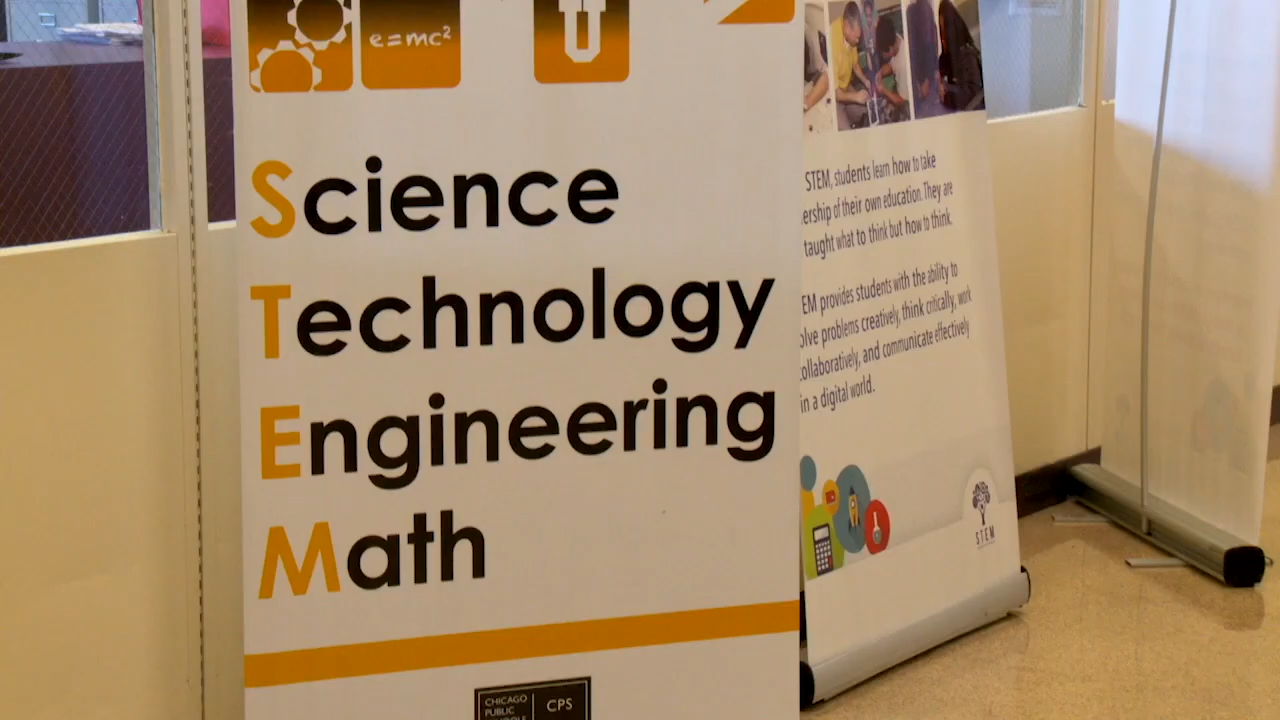 e=mc²
Science
Technology
Engineering
Math
CHICAGO
PUBLIC
CPS
STEM, students learn how to take
ership of their own education. They are
taught what to think but how to think.
EM provides students with the ability to
olve problems creatively, think critically, work
collaboratively, and communicate effectively
in a digital world.
STEM